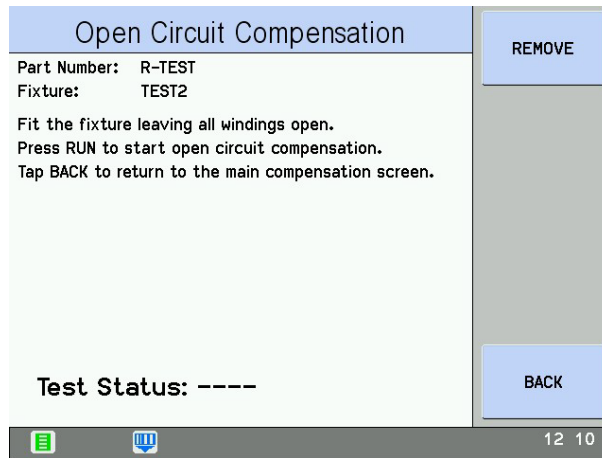 Open Circuit Compensation
REMOVE
Part Number: R-TEST
Fixture: TEST2
Fit the fixture leaving all windings open.
Press RUN to start open circuit compensation.
Tap BACK to return to the main compensation screen.
Test Status: ----
BACK
12 10